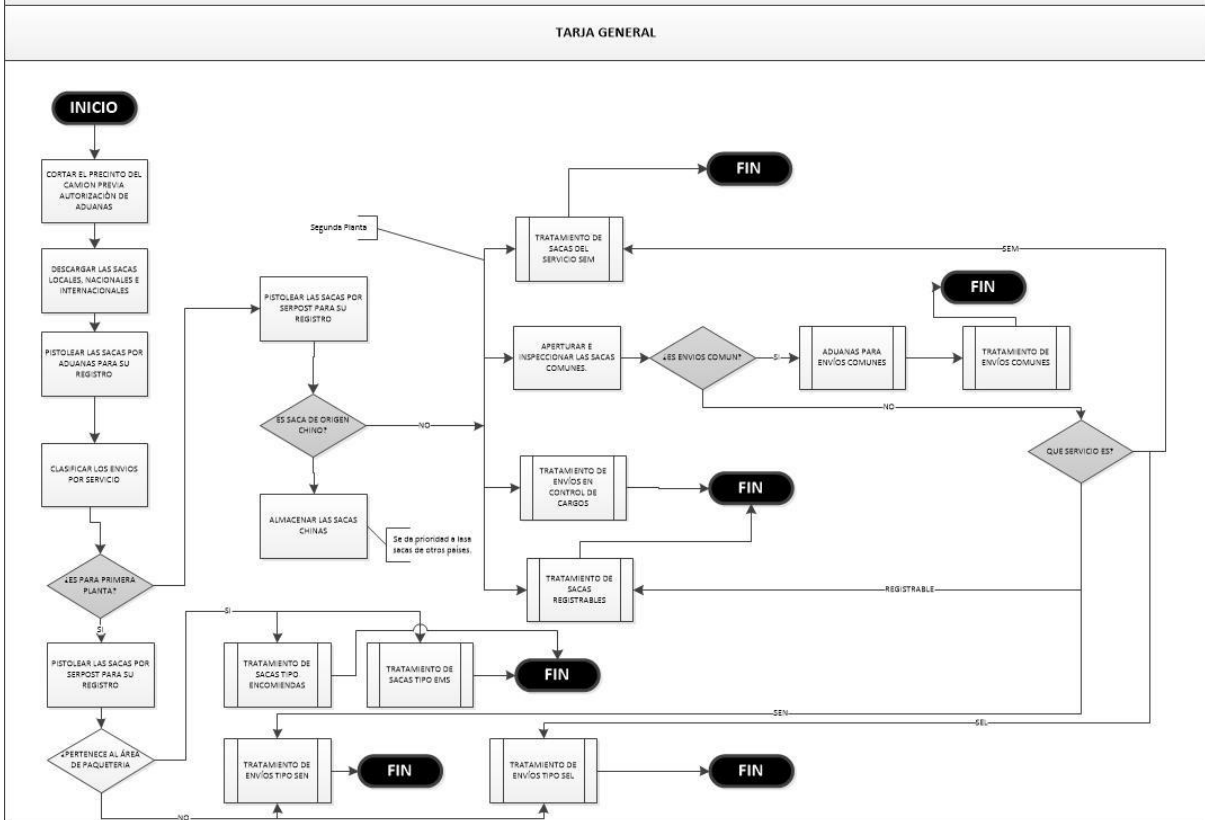 TARJA GENERAL
INICIO
CORTAR EL PRECINTO DEL
CAMION PREVIA
AUTORIZACIÒN DE
ADUANAS
DESCARGAR LAS SACAS
LOCALES, NACIONALES E
INTERNACIONALES
PISTOLEAR LAS SACAS POR
ADUANAS PARA SU
REGISTRO
CLASIFICAR LOS ENVIOS
POR SERVICIO
¿ES PARA PRIMERA
PLANTA?
SI
PISTOLEAR LAS SACAS POR
SERPOST PARA SU
REGISTRO
¿PERTENECE AL ÁREA
DE PAQUETERIA
NO
SI
PISTOLEAR LAS SACAS POR
SERPOST PARA SU
REGISTRO
ES SACA DE ORIGEN
CHINO?
NO
ALMACENAR LAS SACAS
CHINAS
Se da prioridad a lasa
sacas de otros países.
Segunda Planta
TRATAMIENTO DE
SACAS DEL
SERVICIO SEM
FIN
SEM
APERTURAR E
INSPECCIONAR LAS SACAS
COMUNES.
¿ES ENVIOS COMUN?
SI
ADUANAS PARA
ENVÍOS COMUNES
TRATAMIENTO DE
ENVÍOS COMUNES
FIN
NO
QUE SERVICIO ES?
TRATAMIENTO DE
ENVÍOS EN
CONTROL DE
CARGOS
FIN
TRATAMIENTO DE
SACAS
REGISTRABLES
REGISTRABLE
TRATAMIENTO DE
SACAS TIPO
ENCOMIENDAS
TRATAMIENTO DE
SACAS TIPO EMS
FIN
SEN
SEL
TRATAMIENTO DE
ENVÍOS TIPO SEN
FIN
TRATAMIENTO DE
ENVÍOS TIPO SEL
FIN